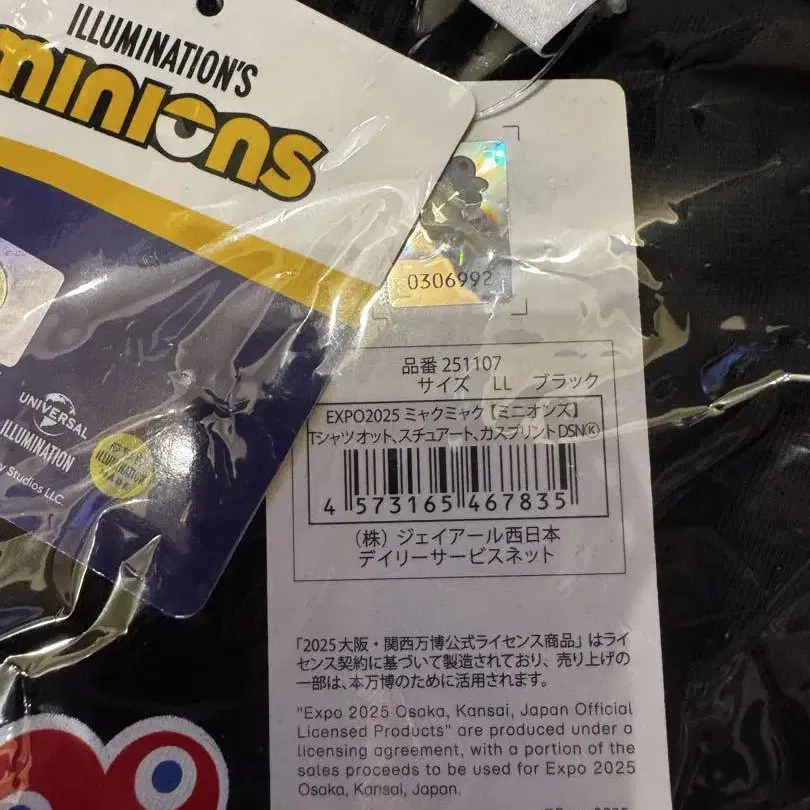 ILLUMINATION'S
minions
0306992
品番 251107
サイズ LL ブラック
EXPO2025 ミャクミャク【ミニオンズ】
Tシャツオット、スチュアート、ガスプリントDSNⓀ
4 573165 467835
（株）ジェイアール西日本
デイリーサービスネット
UNIVERSAL
ILLUMINATION
y Studios LLC.
「2025大阪・関西万博公式ライセンス商品」はライ
センス契約に基づいて製造されており、売り上げの
一部は、本万博のために活用されます。
"Expo 2025 Osaka, Kansai, Japan Official
Licensed Products" are produced under a
licensing agreement, with a portion of the
sales proceeds to be used for Expo 2025
Osaka, Kansai, Japan.